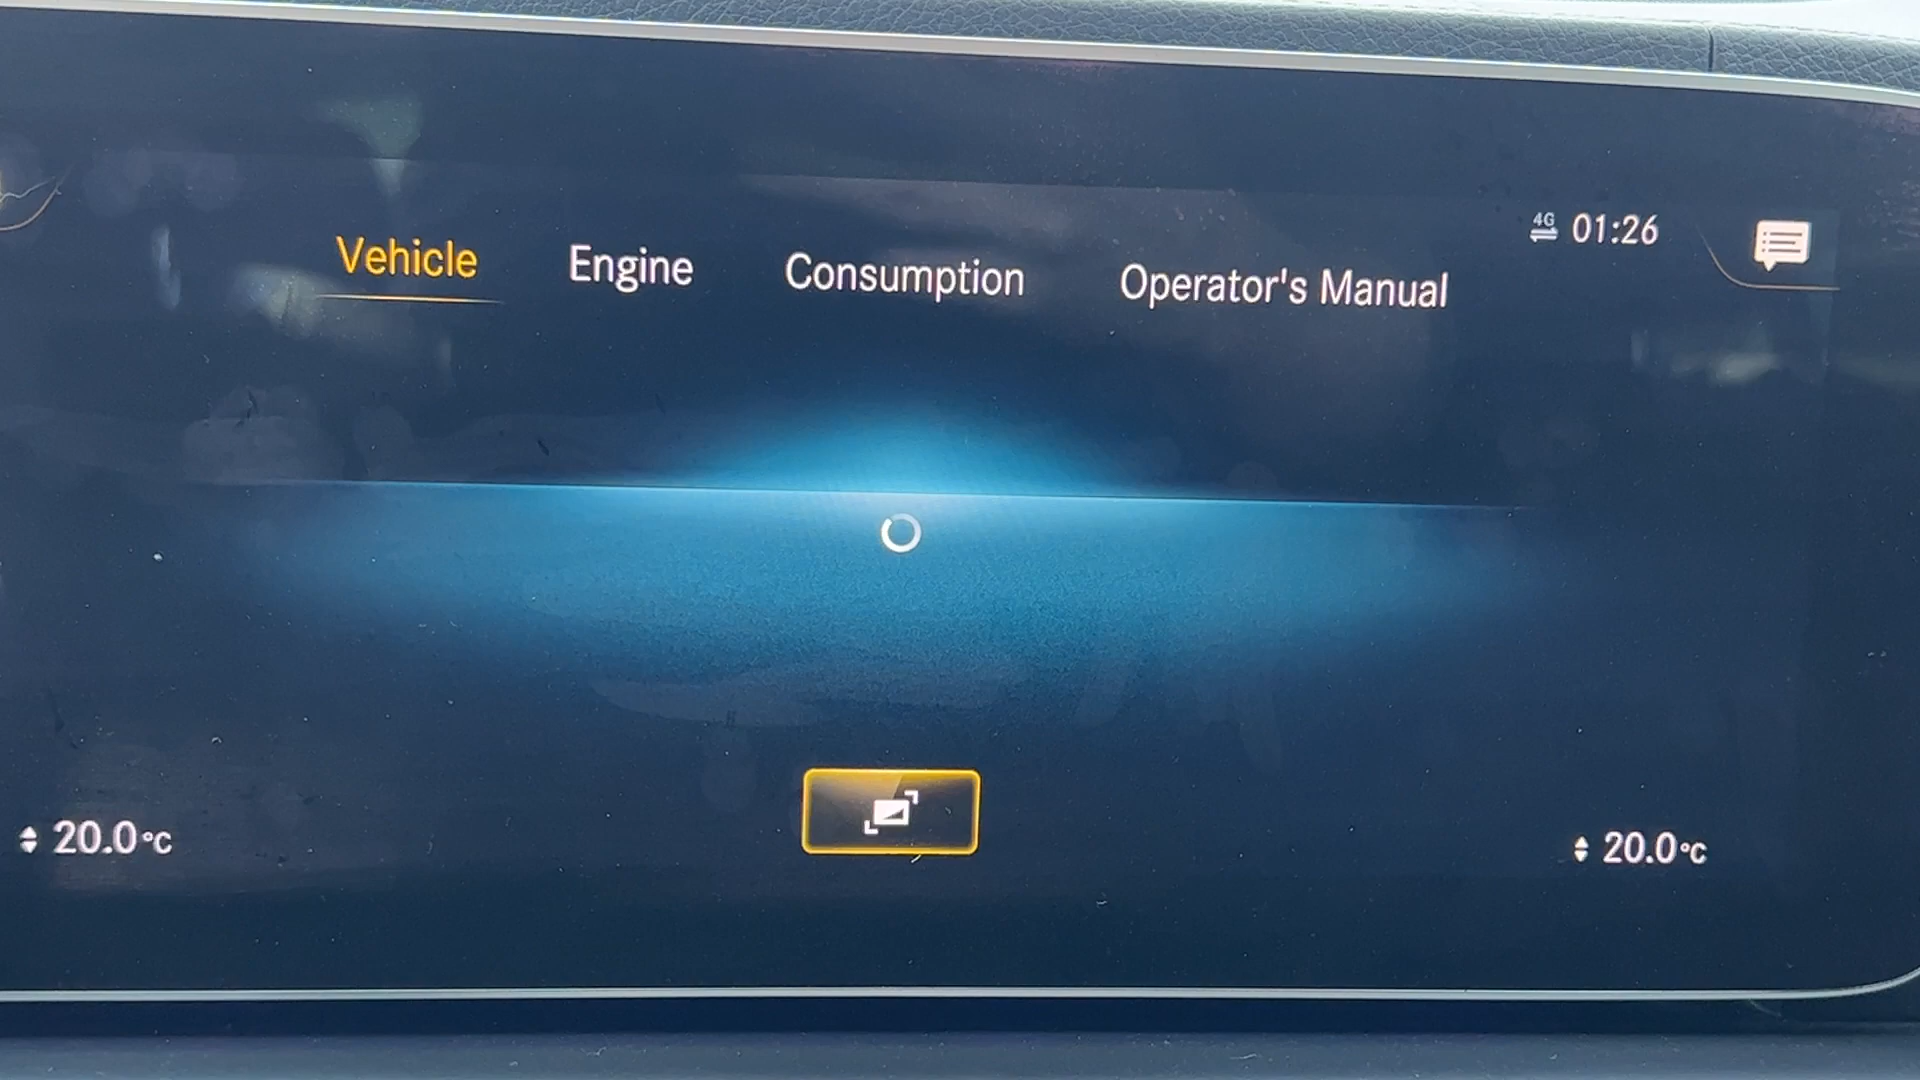 4G 01:26
Vehicle Engine Consumption Operator's Manual
20.0°C 20.0°C